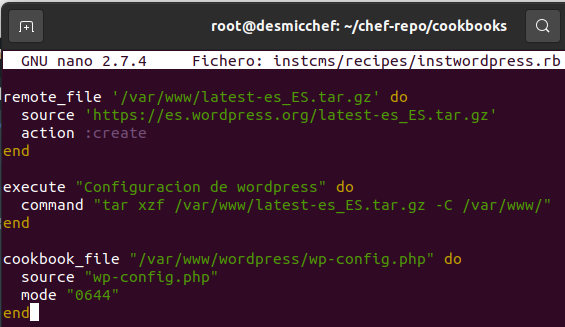 root@desmicchef: ~/chef-repo/cookbooks
GNU nano 2.7.4 Fichero: instcms/recipes/instwordpress.rb
remote_file '/var/www/latest-es_ES.tar.gz' do
  source 'https://es.wordpress.org/latest-es_ES.tar.gz'
  action :create
end
execute "Configuracion de wordpress" do
  command "tar xzf /var/www/latest-es_ES.tar.gz -C /var/www/"
end
cookbook_file "/var/www/wordpress/wp-config.php" do
  source "wp-config.php"
  mode "0644"
end